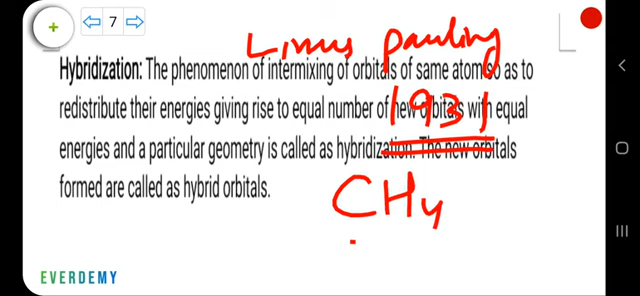 7
Linus pauling
Hybridization: The phenomenon of intermixing of orbitals of same atom so as to
redistribute their energies giving rise to equal number of new orbitals with equal
1931
energies and a particular geometry is called as hybridization. The new orbitals
formed are called as hybrid orbitals.
CH4
EVERDEMY